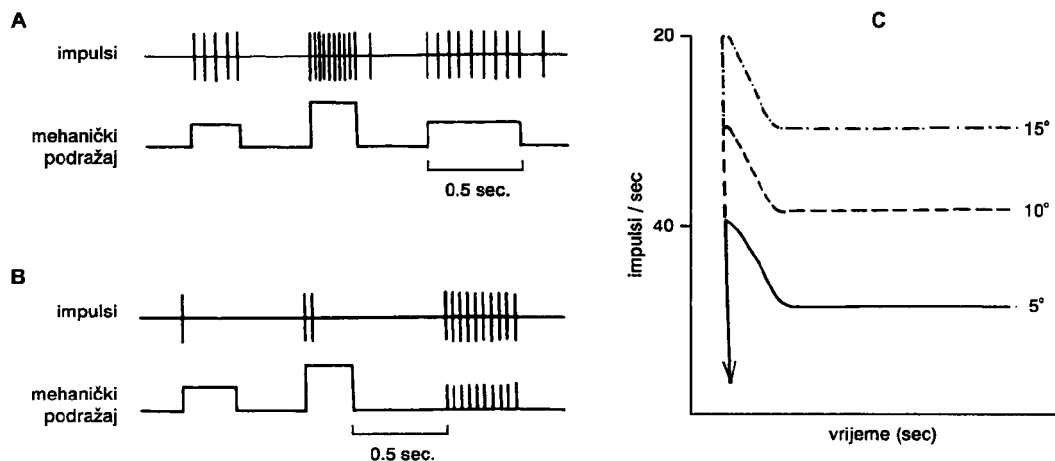 A
impulsi
mehanički
podražaj
0.5 sec.
B
impulsi
mehanički
podražaj
0.5 sec.
C
20
40
impulsi / sec
15°
10°
5°
vrijeme (sec)